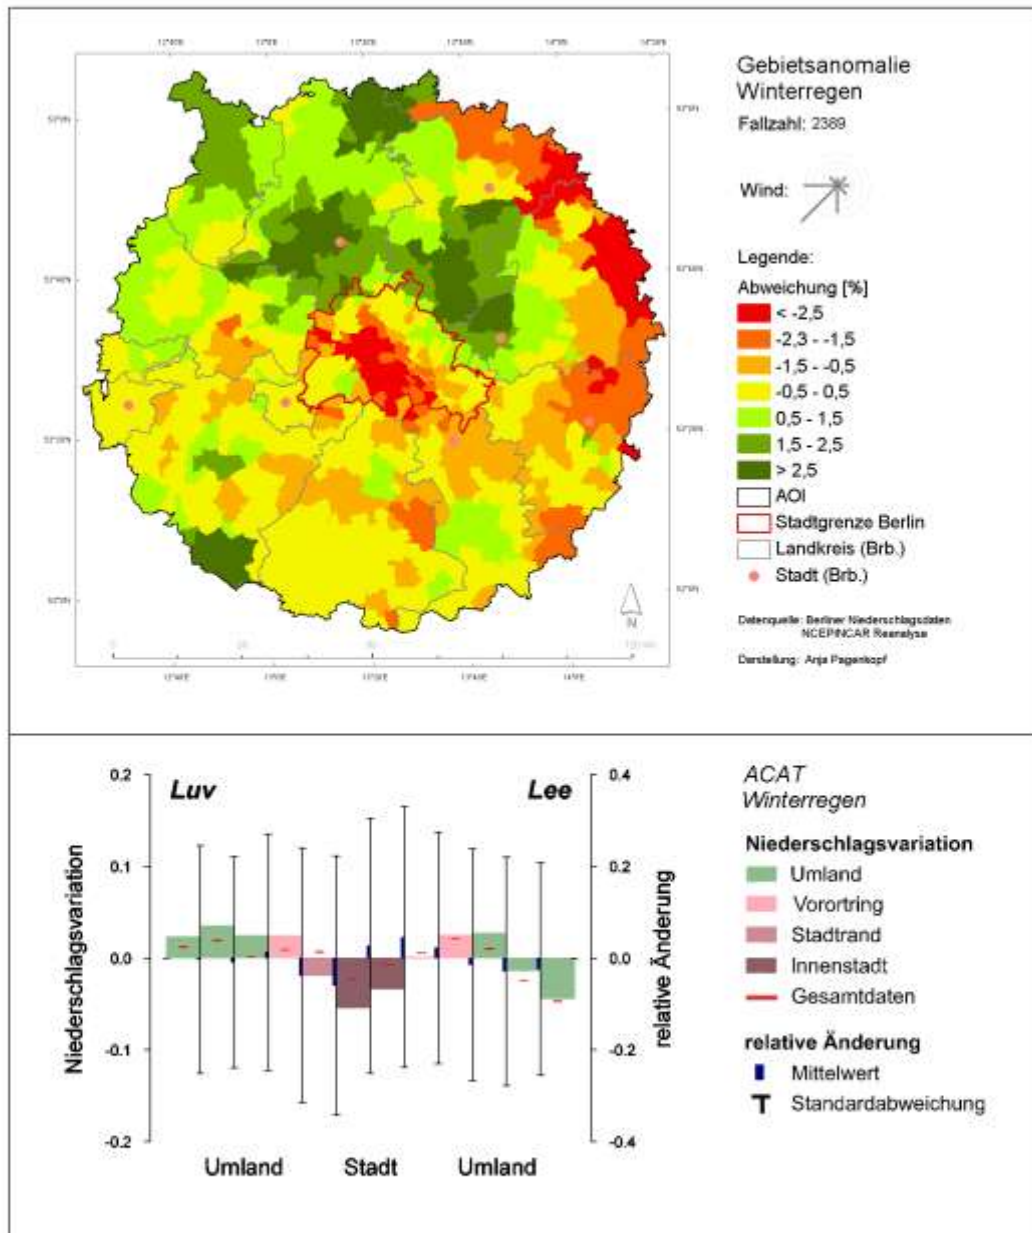 Gebietsanomalie
Winterregen
Fallzahl: 2389
Wind:
Legende:
Abweichung [%]
< -2,5
-2,3 - -1,5
-1,5 - -0,5
-0,5 - 0,5
0,5 - 1,5
1,5 - 2,5
> 2,5
AOI
Stadtgrenze Berlin
Landkreis (Brb.)
Stadt (Brb.)
N
Datenquelle: Berliner Niederschlagsdaten
NCEP/NCAR Reanalyse
Darstellung: Anja Pagenkopf
0.2
0.1
0.0
-0.1
-0.2
Niederschlagsvariation
Luv
Lee
0.4
0.2
0.0
-0.2
-0.4
relative Änderung
Umland
Stadt
Umland
ACAT
Winterregen
Niederschlagsvariation
Umland
Vorortring
Stadtrand
Innenstadt
Gesamtdaten
relative Änderung
Mittelwert
Standardabweichung